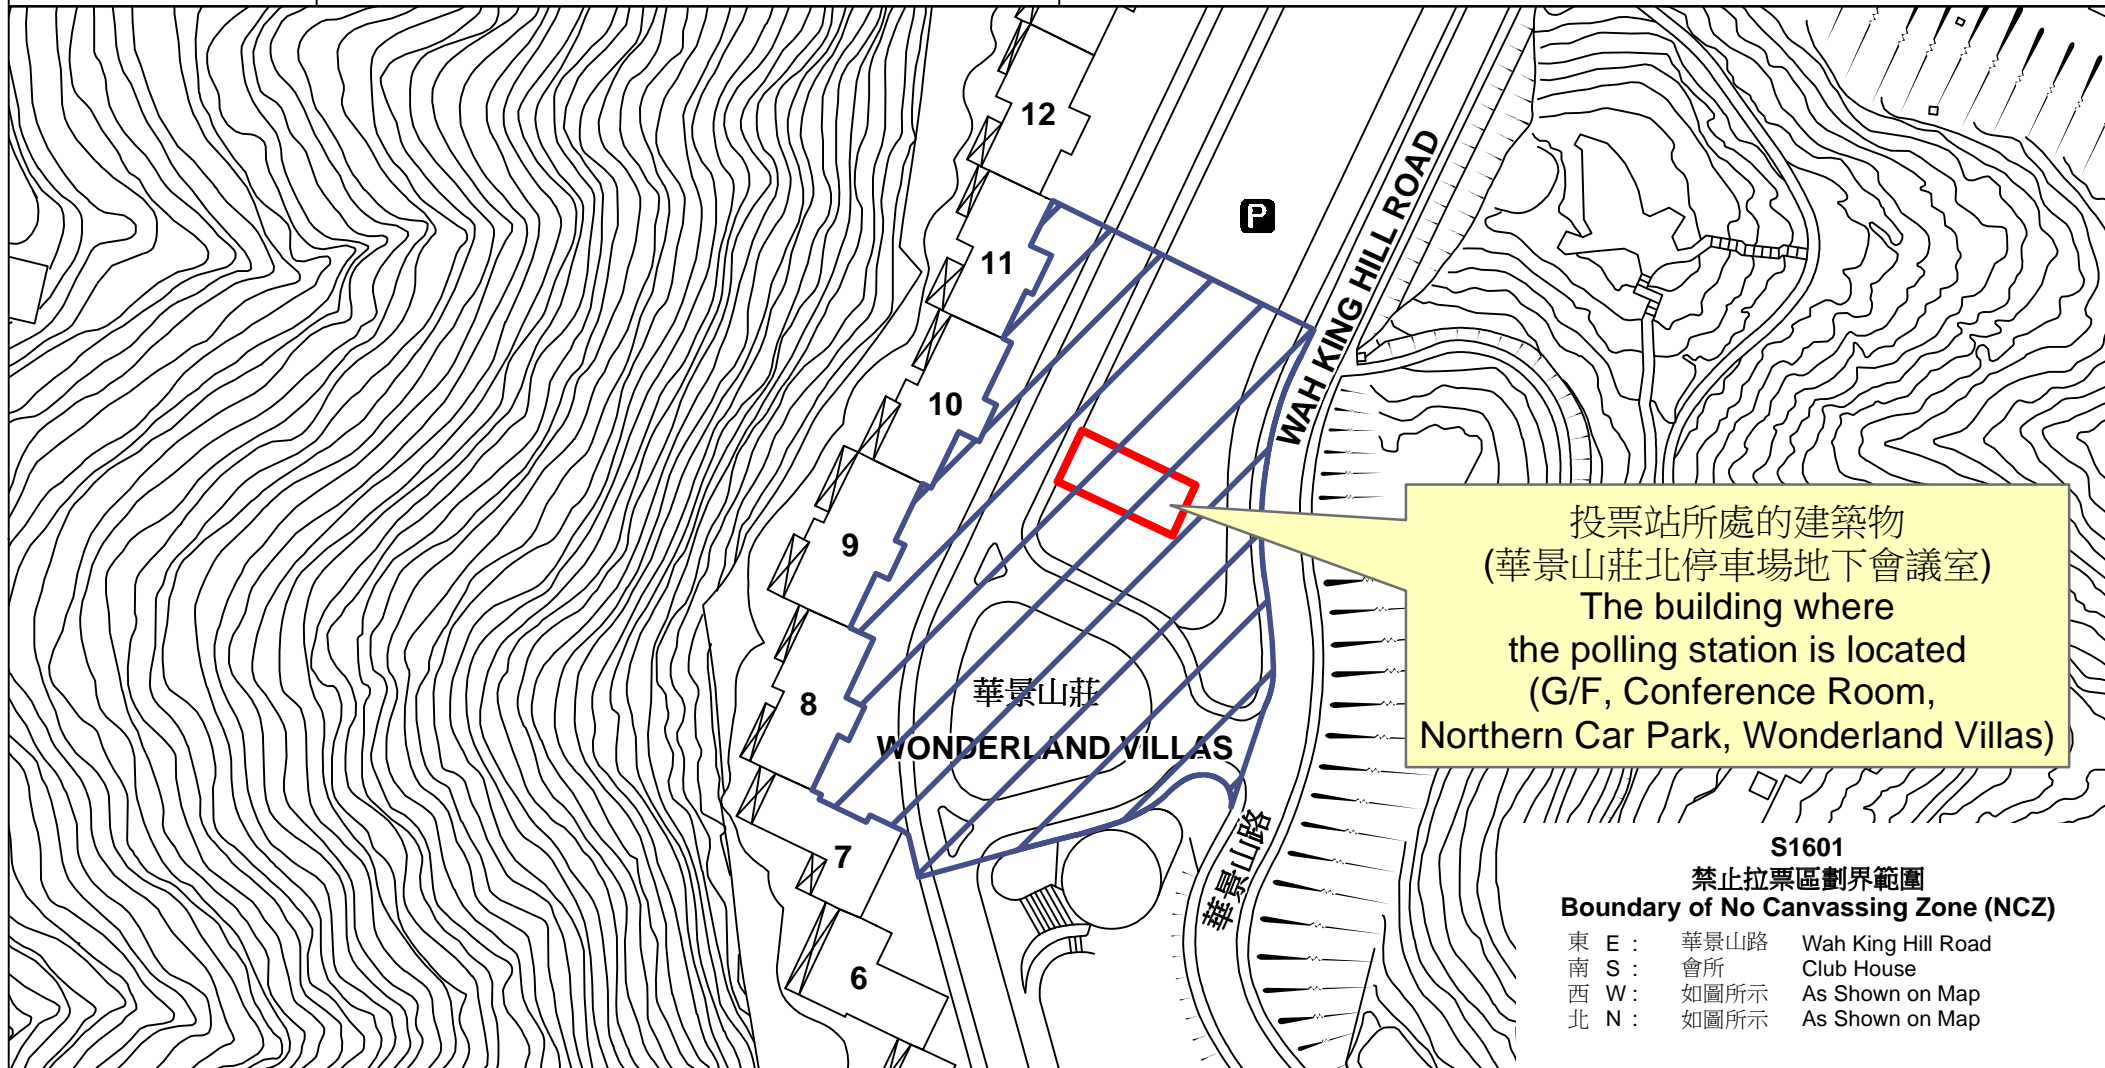 12
P
WAH KING HILL ROAD
11
10
9
8
7
6
華景山莊
WONDERLAND VILLAS
華景山路
投票站所處的建築物
(華景山莊北停車場地下會議室)
The building where
the polling station is located
(G/F, Conference Room,
Northern Car Park, Wonderland Villas)
S1601
禁止拉票區劃界範圍
Boundary of No Canvassing Zone (NCZ)
東 E : 華景山路 Wah King Hill Road
南 S : 會所 Club House
西 W : 如圖所示 As Shown on Map
北 N : 如圖所示 As Shown on Map